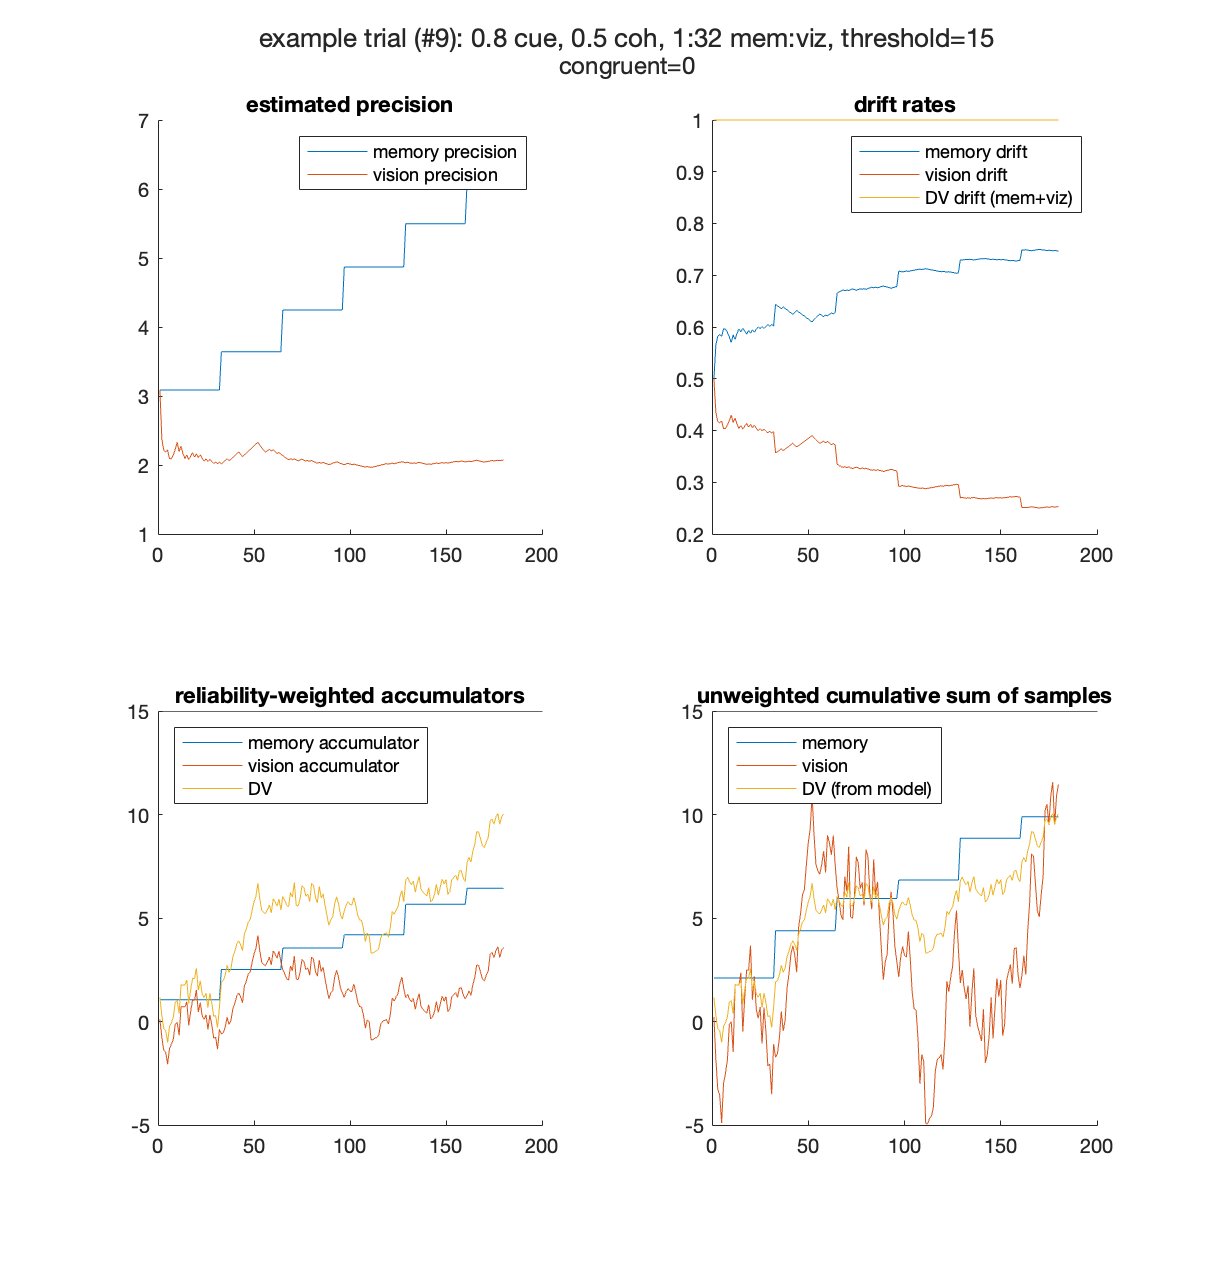 example trial (#9): 0.8 cue, 0.5 coh, 1:32 mem:viz, threshold=15
congruent=0
estimated precision
7
6
5
4
3
2
1
0
50
100
150
200
memory precision
vision precision
drift rates
1
0.9
0.8
0.7
0.6
0.5
0.4
0.3
0.2
0
50
100
150
200
memory drift
vision drift
DV drift (mem+viz)
reliability-weighted accumulators
15
10
5
0
-5
0
50
100
150
200
memory accumulator
vision accumulator
DV
unweighted cumulative sum of samples
15
10
5
0
-5
0
50
100
150
200
memory
vision
DV (from model)